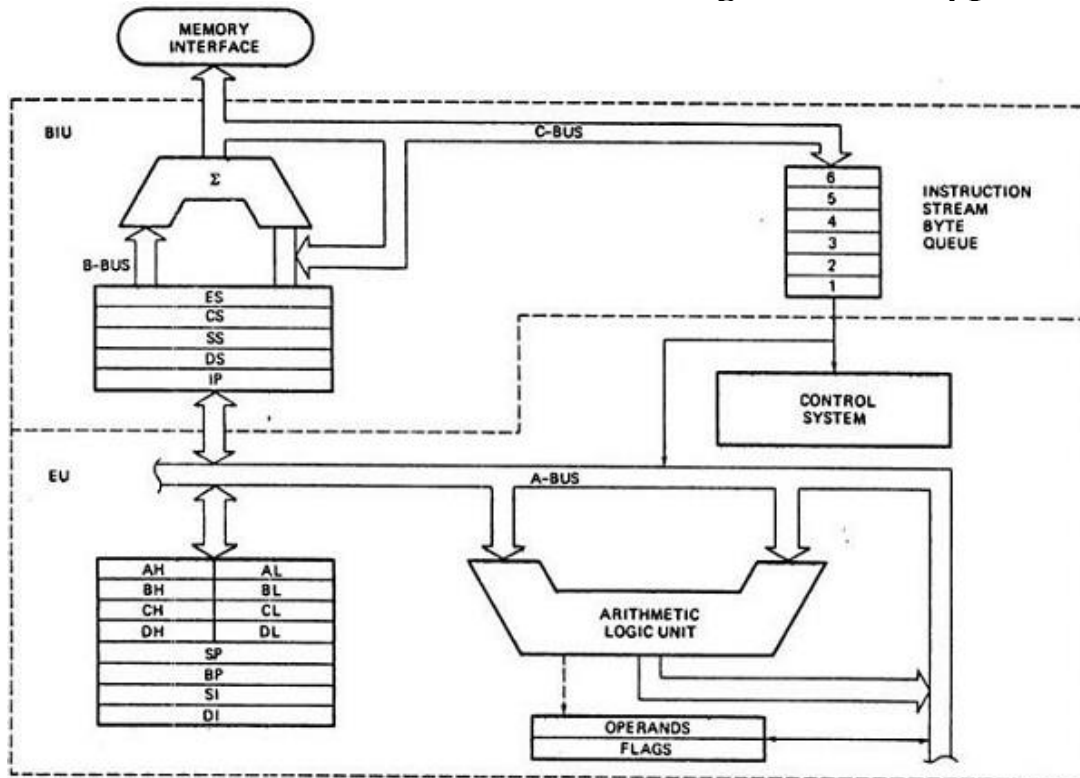 MEMORY
INTERFACE
BIU
C-BUS
Σ
B-BUS
6
5
4
3
2
1
INSTRUCTION
STREAM
BYTE
QUEUE
ES
CS
SS
DS
IP
CONTROL
SYSTEM
EU
A-BUS
AH AL
BH BL
CH CL
DH DL
SP
BP
SI
DI
ARITHMETIC
LOGIC UNIT
OPERANDS
FLAGS